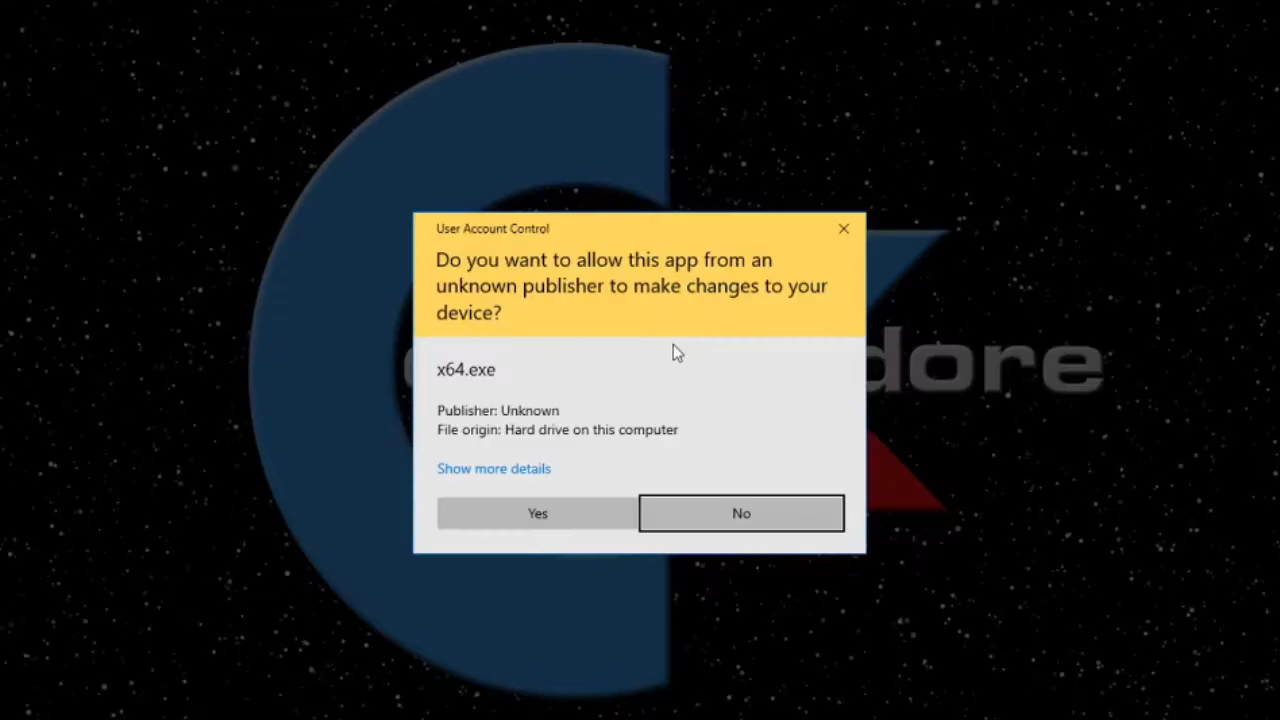 User Account Control
Do you want to allow this app from an
unknown publisher to make changes to your
device?
x64.exe
dore
Publisher: Unknown
File origin: Hard drive on this computer
Show more details
Yes
No